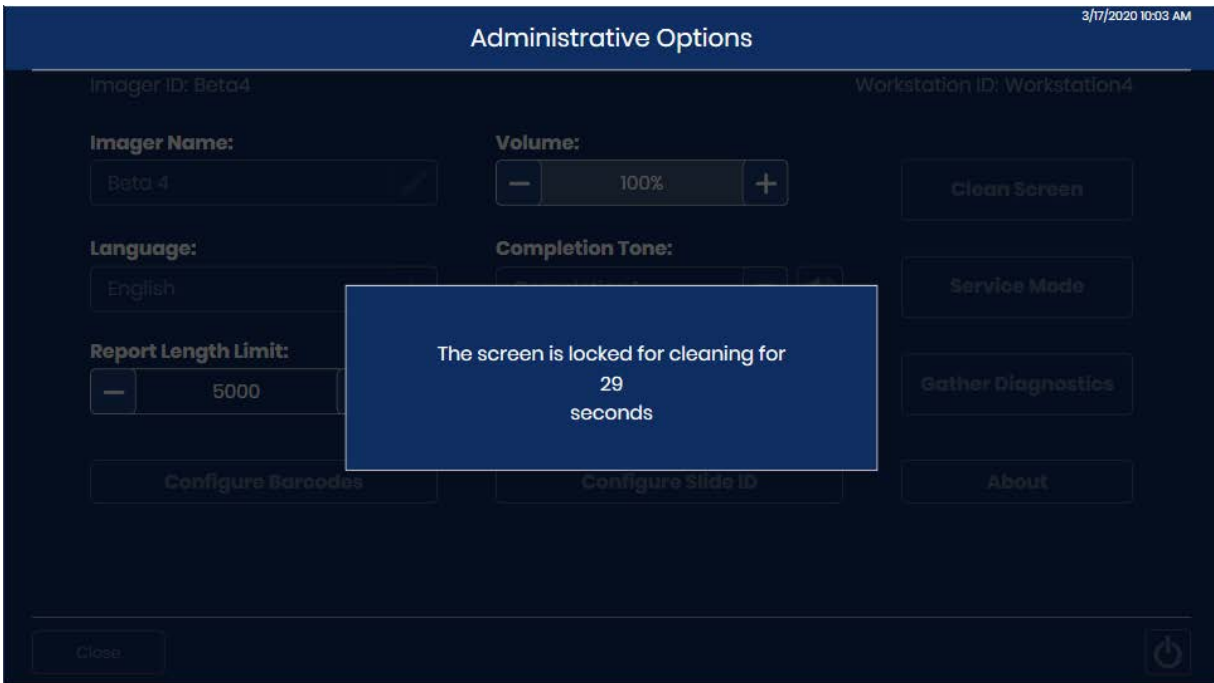 3/17/2020 10:03 AM
Administrative Options
Imager ID: Beta4
Workstation ID: Workstation4
Imager Name:
Volume:
Beta 4
100%
Clean Screen
Language:
Completion Tone:
English
Service Mode
Report Length Limit:
The screen is locked for cleaning for
29
seconds
5000
Gather Diagnostics
Configure Barcodes
Configure Slide ID
About
Close